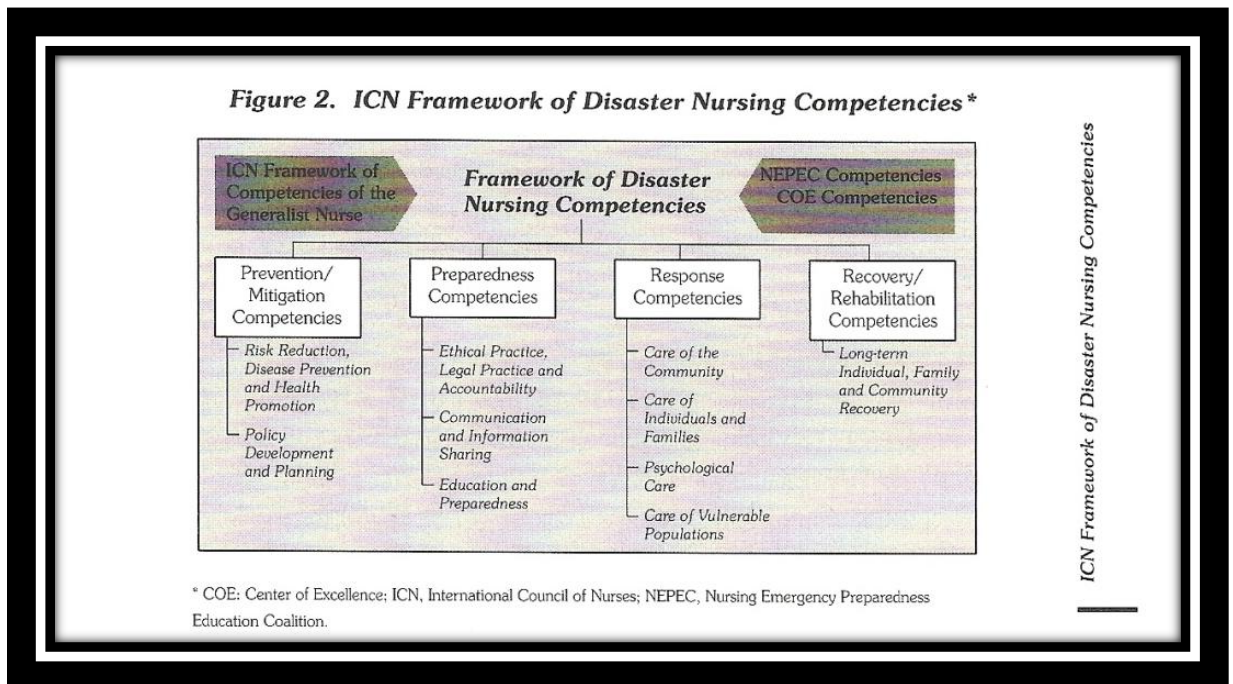 Figure 2. ICN Framework of Disaster Nursing Competencies*
ICN Framework of
Competencies of the
Generalist Nurse
Framework of Disaster
Nursing Competencies
NEPEC Competencies
COE Competencies
Prevention/
Mitigation
Competencies
Risk Reduction,
Disease Prevention
and Health
Promotion
Policy
Development
and Planning
Preparedness
Competencies
Ethical Practice,
Legal Practice and
Accountability
Communication
and Information
Sharing
Education and
Preparedness
Response
Competencies
Care of the
Community
Care of
Individuals and
Families
Psychological
Care
Care of Vulnerable
Populations
Recovery/
Rehabilitation
Competencies
Long-term
Individual, Family
and Community
Recovery
ICN Framework of Disaster Nursing Competencies
* COE: Center of Excellence; ICN, International Council of Nurses; NEPEC, Nursing Emergency Preparedness
Education Coalition.